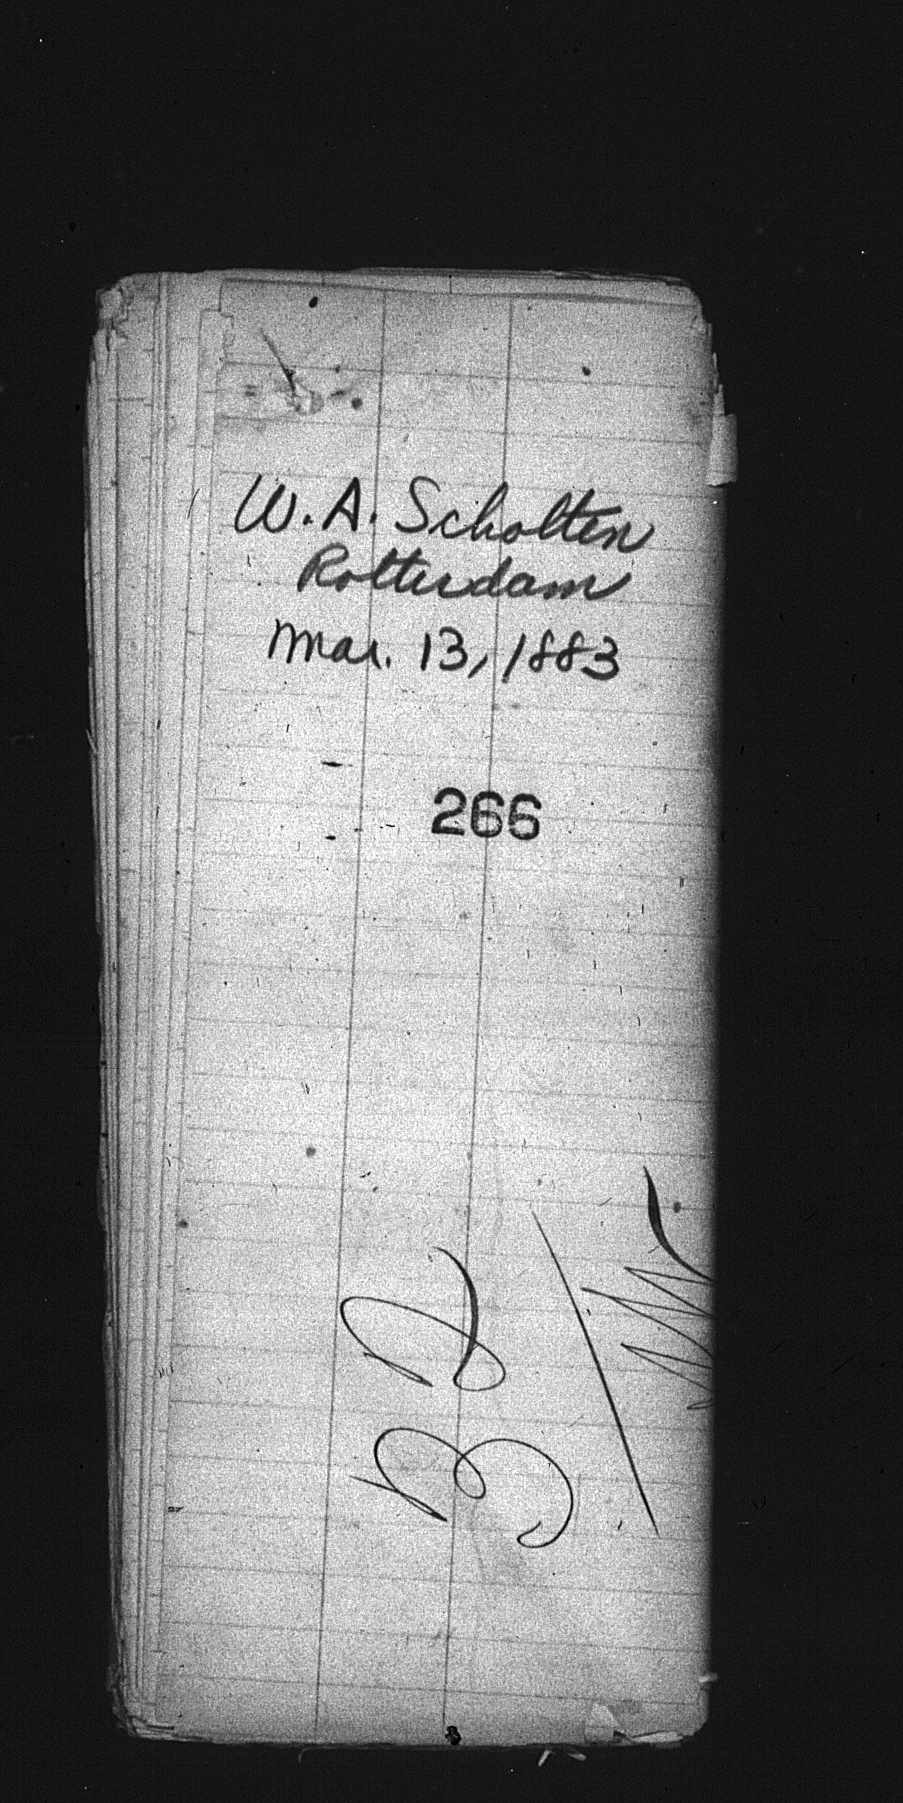 W. A. Scholten
Rotterdam
Mar. 13, 1883
266